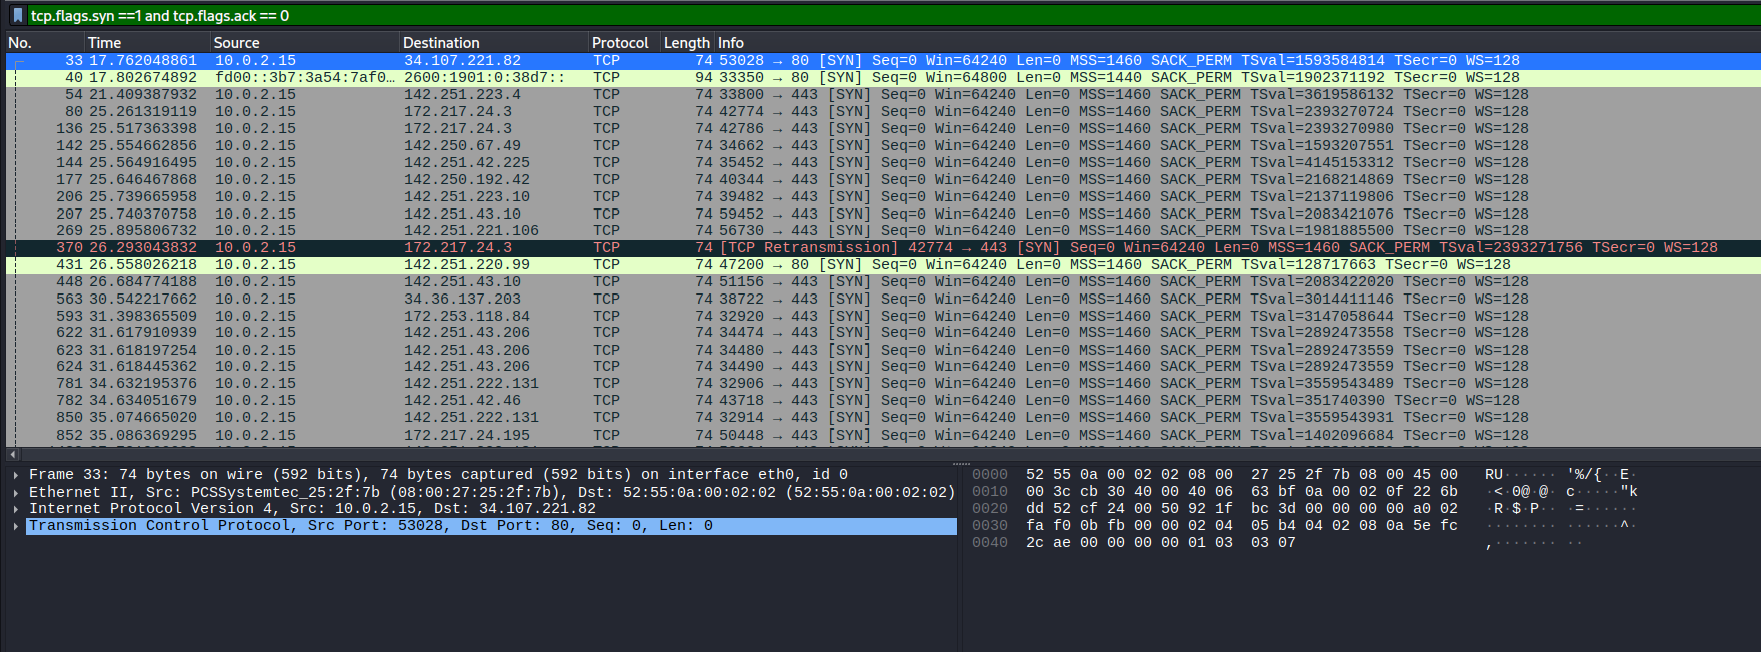 tcp.flags.syn ==1 and tcp.flags.ack == 0
No. Time Source Destination Protocol Length Info
33 17.762048861 10.0.2.15 34.107.221.82 TCP 74 53028 → 80 [SYN] Seq=0 Win=64240 Len=0 MSS=1460 SACK_PERM TSval=1593584814 TSecr=0 WS=128
40 17.802674892 fd00::3b7:3a54:7af0… 2600:1901:0:38d7:: TCP 94 33350 → 80 [SYN] Seq=0 Win=64800 Len=0 MSS=1440 SACK_PERM TSval=1902371192 TSecr=0 WS=128
54 21.409387932 10.0.2.15 142.251.223.4 TCP 74 33800 → 443 [SYN] Seq=0 Win=64240 Len=0 MSS=1460 SACK_PERM TSval=3619586132 TSecr=0 WS=128
80 25.261319119 10.0.2.15 172.217.24.3 TCP 74 42774 → 443 [SYN] Seq=0 Win=64240 Len=0 MSS=1460 SACK_PERM TSval=2393270724 TSecr=0 WS=128
136 25.517363398 10.0.2.15 172.217.24.3 TCP 74 42786 → 443 [SYN] Seq=0 Win=64240 Len=0 MSS=1460 SACK_PERM TSval=2393270980 TSecr=0 WS=128
142 25.554662856 10.0.2.15 142.250.67.49 TCP 74 34662 → 443 [SYN] Seq=0 Win=64240 Len=0 MSS=1460 SACK_PERM TSval=1593207551 TSecr=0 WS=128
144 25.564916495 10.0.2.15 142.251.42.225 TCP 74 35452 → 443 [SYN] Seq=0 Win=64240 Len=0 MSS=1460 SACK_PERM TSval=4145153312 TSecr=0 WS=128
177 25.646467868 10.0.2.15 142.250.192.42 TCP 74 40344 → 443 [SYN] Seq=0 Win=64240 Len=0 MSS=1460 SACK_PERM TSval=2168214869 TSecr=0 WS=128
206 25.739665958 10.0.2.15 142.251.223.10 TCP 74 39482 → 443 [SYN] Seq=0 Win=64240 Len=0 MSS=1460 SACK_PERM TSval=2137119806 TSecr=0 WS=128
207 25.740370758 10.0.2.15 142.251.43.10 TCP 74 59452 → 443 [SYN] Seq=0 Win=64240 Len=0 MSS=1460 SACK_PERM TSval=2083421076 TSecr=0 WS=128
269 25.895806732 10.0.2.15 142.251.221.106 TCP 74 56730 → 443 [SYN] Seq=0 Win=64240 Len=0 MSS=1460 SACK_PERM TSval=1981885500 TSecr=0 WS=128
370 26.293043832 10.0.2.15 172.217.24.3 TCP 74 [TCP Retransmission] 42774 → 443 [SYN] Seq=0 Win=64240 Len=0 MSS=1460 SACK_PERM TSval=2393271756 TSecr=0 WS=128
431 26.558026218 10.0.2.15 142.251.220.99 TCP 74 47200 → 80 [SYN] Seq=0 Win=64240 Len=0 MSS=1460 SACK_PERM TSval=128717663 TSecr=0 WS=128
448 26.684774188 10.0.2.15 142.251.43.10 TCP 74 51156 → 443 [SYN] Seq=0 Win=64240 Len=0 MSS=1460 SACK_PERM TSval=2083422020 TSecr=0 WS=128
563 30.542217662 10.0.2.15 34.36.137.203 TCP 74 38722 → 443 [SYN] Seq=0 Win=64240 Len=0 MSS=1460 SACK_PERM TSval=3014411146 TSecr=0 WS=128
593 31.398365509 10.0.2.15 172.253.118.84 TCP 74 32920 → 443 [SYN] Seq=0 Win=64240 Len=0 MSS=1460 SACK_PERM TSval=3147058644 TSecr=0 WS=128
622 31.617910939 10.0.2.15 142.251.43.206 TCP 74 34474 → 443 [SYN] Seq=0 Win=64240 Len=0 MSS=1460 SACK_PERM TSval=2892473558 TSecr=0 WS=128
623 31.618197254 10.0.2.15 142.251.43.206 TCP 74 34480 → 443 [SYN] Seq=0 Win=64240 Len=0 MSS=1460 SACK_PERM TSval=2892473559 TSecr=0 WS=128
624 31.618445362 10.0.2.15 142.251.43.206 TCP 74 34490 → 443 [SYN] Seq=0 Win=64240 Len=0 MSS=1460 SACK_PERM TSval=2892473559 TSecr=0 WS=128
781 34.632195376 10.0.2.15 142.251.222.131 TCP 74 32906 → 443 [SYN] Seq=0 Win=64240 Len=0 MSS=1460 SACK_PERM TSval=3559543489 TSecr=0 WS=128
782 34.634051679 10.0.2.15 142.251.42.46 TCP 74 43718 → 443 [SYN] Seq=0 Win=64240 Len=0 MSS=1460 SACK_PERM TSval=351740390 TSecr=0 WS=128
850 35.074665020 10.0.2.15 142.251.222.131 TCP 74 32914 → 443 [SYN] Seq=0 Win=64240 Len=0 MSS=1460 SACK_PERM TSval=3559543931 TSecr=0 WS=128
852 35.086369295 10.0.2.15 172.217.24.195 TCP 74 50448 → 443 [SYN] Seq=0 Win=64240 Len=0 MSS=1460 SACK_PERM TSval=1402096684 TSecr=0 WS=128
Frame 33: 74 bytes on wire (592 bits), 74 bytes captured (592 bits) on interface eth0, id 0
Ethernet II, Src: PCSSystemtec_25:2f:7b (08:00:27:25:2f:7b), Dst: 52:55:0a:00:02:02 (52:55:0a:00:02:02)
Internet Protocol Version 4, Src: 10.0.2.15, Dst: 34.107.221.82
Transmission Control Protocol, Src Port: 53028, Dst Port: 80, Seq: 0, Len: 0
0000 52 55 0a 00 02 02 08 00 27 25 2f 7b 08 00 45 00 RU······ '%/{··E·
0010 00 3c cb 30 40 00 40 06 63 bf 0a 00 02 0f 22 6b ·<·0@·@· c·····"k
0020 dd 52 cf 24 00 50 92 1f bc 3d 00 00 00 00 a0 02 ·R·$·P·· ·=······
0030 fa f0 0b fb 00 00 02 04 05 b4 04 02 08 0a 5e fc ········ ······^·
0040 2c ae 00 00 00 00 01 03 03 07 ,······· ··